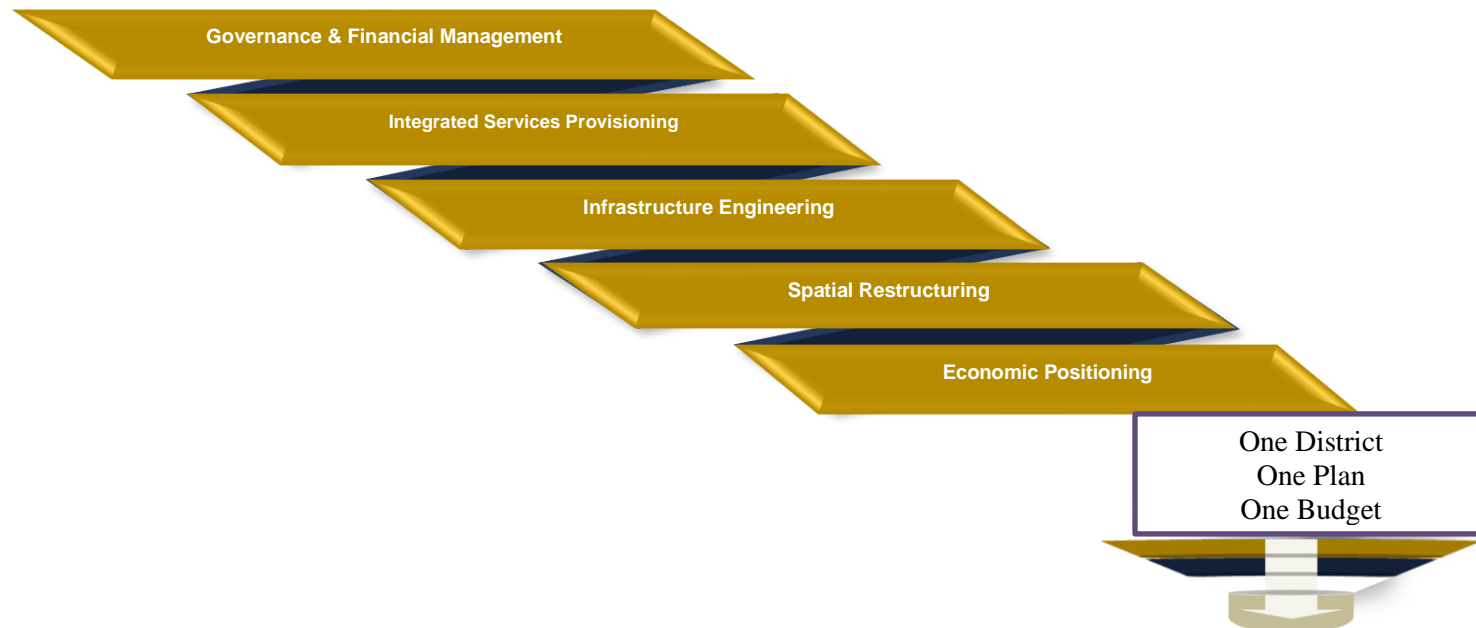 Governance & Financial Management
Integrated Services Provisioning
Infrastructure Engineering
Spatial Restructuring
Economic Positioning
One District
One Plan
One Budget